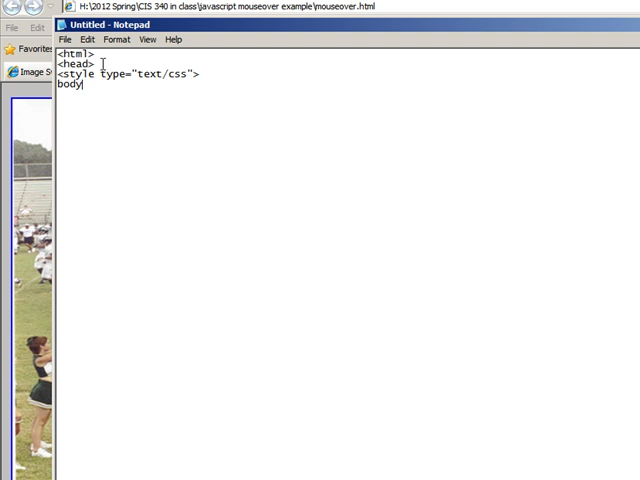 H:\2012 Spring\CIS 340 in class\javascript mouseover example\mouseover.html
Untitled - Notepad
File Edit
File Edit Format View Help
Favorites
<html>
<head>
Image
<style type="text/css">
body